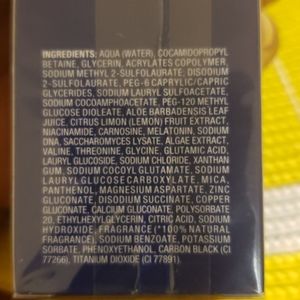 INGREDIENTS: AQUA (WATER), COCAMIDOPROPYL
BETAINE, GLYCERIN, ACRYLATES COPOLYMER,
SODIUM METHYL 2-SULFOLAURATE, DISODIUM
2-SULFOLAURATE, PEG-6 CAPRYLIC/CAPRIC
GLYCERIDES, SODIUM LAURYL SULFOACETATE,
SODIUM COCOAMPHOACETATE, PEG-120 METHYL
GLUCOSE DIOLEATE, ALOE BARBADENSIS LEAF
JUICE, CITRUS LIMON (LEMON) FRUIT EXTRACT,
NIACINAMIDE, CARNOSINE, MELATONIN, SODIUM
DNA, SACCHAROMYCES LYSATE, ALGAE EXTRACT,
VALINE, THREONINE, GLYCINE, GLUTAMIC ACID,
LAURYL GLUCOSIDE, SODIUM CHLORIDE, XANTHAN
GUM, SODIUM COCOYL GLUTAMATE, SODIUM
LAURYL GLUCOSE CARBOXYLATE, MICA,
PANTHENOL, MAGNESIUM ASPARTATE, ZINC
GLUCONATE, DISODIUM SUCCINATE, COPPER
GLUCONATE, CALCIUM GLUCONATE, POLYSORBATE
20, ETHYLHEXYLGLYCERIN, CITRIC ACID, SODIUM
HYDROXIDE, FRAGRANCE (*100% NATURAL
FRAGRANCE), SODIUM BENZOATE, POTASSIUM
SORBATE, PHENOXYETHANOL, CARBON BLACK (CI
77266), TITANIUM DIOXIDE (CI 77891).